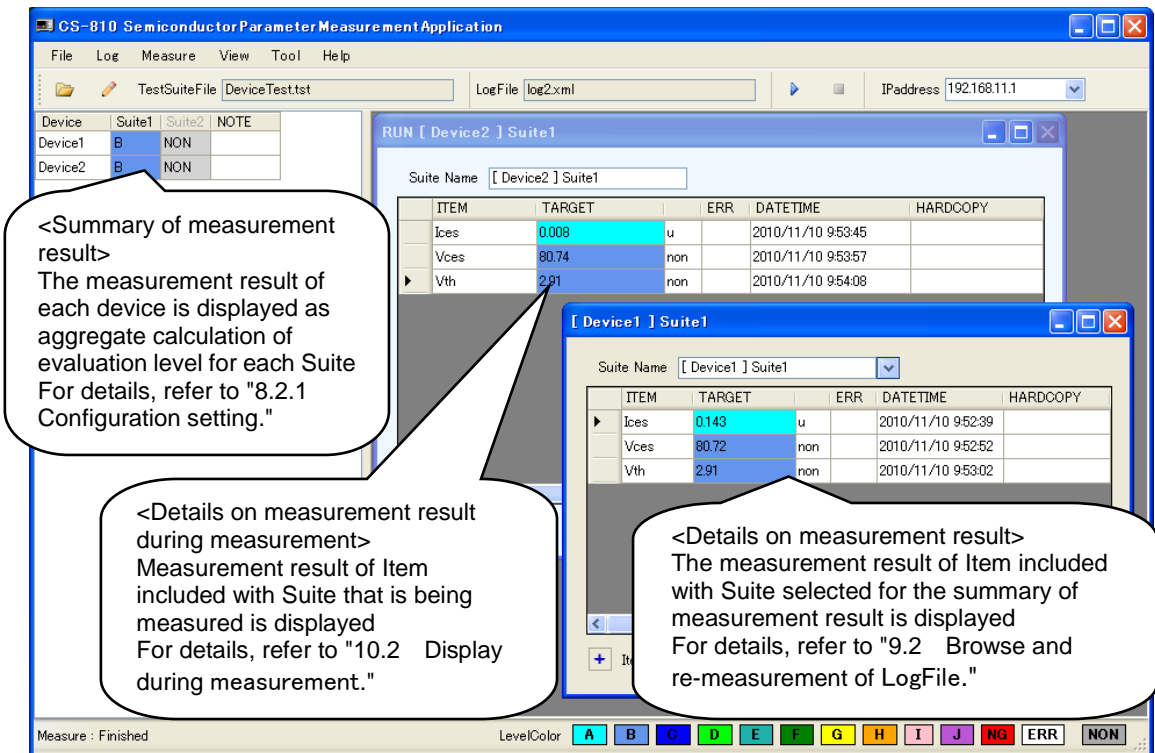 CS-810 Semiconductor Parameter Measurement Application
File Log Measure View Tool Help
TestSuiteFile DeviceTest.tst LogFile log2.xml IPaddress 192.168.11.1
Device Suite1 Suite2 NOTE
Device1 B NON
Device2 B NON
RUN [ Device2 ] Suite1
Suite Name [ Device2 ] Suite1
ITEM TARGET ERR DATETIME HARDCOPY
Ices 0.008 u 2010/11/10 9:53:45
Vces 80.74 non 2010/11/10 9:53:57
Vth 2.91 non 2010/11/10 9:54:08
<Summary of measurement
result>
The measurement result of
each device is displayed as
aggregate calculation of
evaluation level for each Suite
For details, refer to "8.2.1
Configuration setting."
[ Device1 ] Suite1
Suite Name [ Device1 ] Suite1
ITEM TARGET ERR DATETIME HARDCOPY
Ices 0.143 u 2010/11/10 9:52:39
Vces 80.72 non 2010/11/10 9:52:52
Vth 2.91 non 2010/11/10 9:53:02
<Details on measurement result
during measurement>
Measurement result of Item
included with Suite that is being
measured is displayed
For details, refer to "10.2 Display
during measurement."
<Details on measurement result>
The measurement result of Item included
with Suite selected for the summary of
measurement result is displayed
For details, refer to "9.2 Browse and
re-measurement of LogFile."
Measure : Finished LevelColor A B C D E F G H I J NG ERR NON